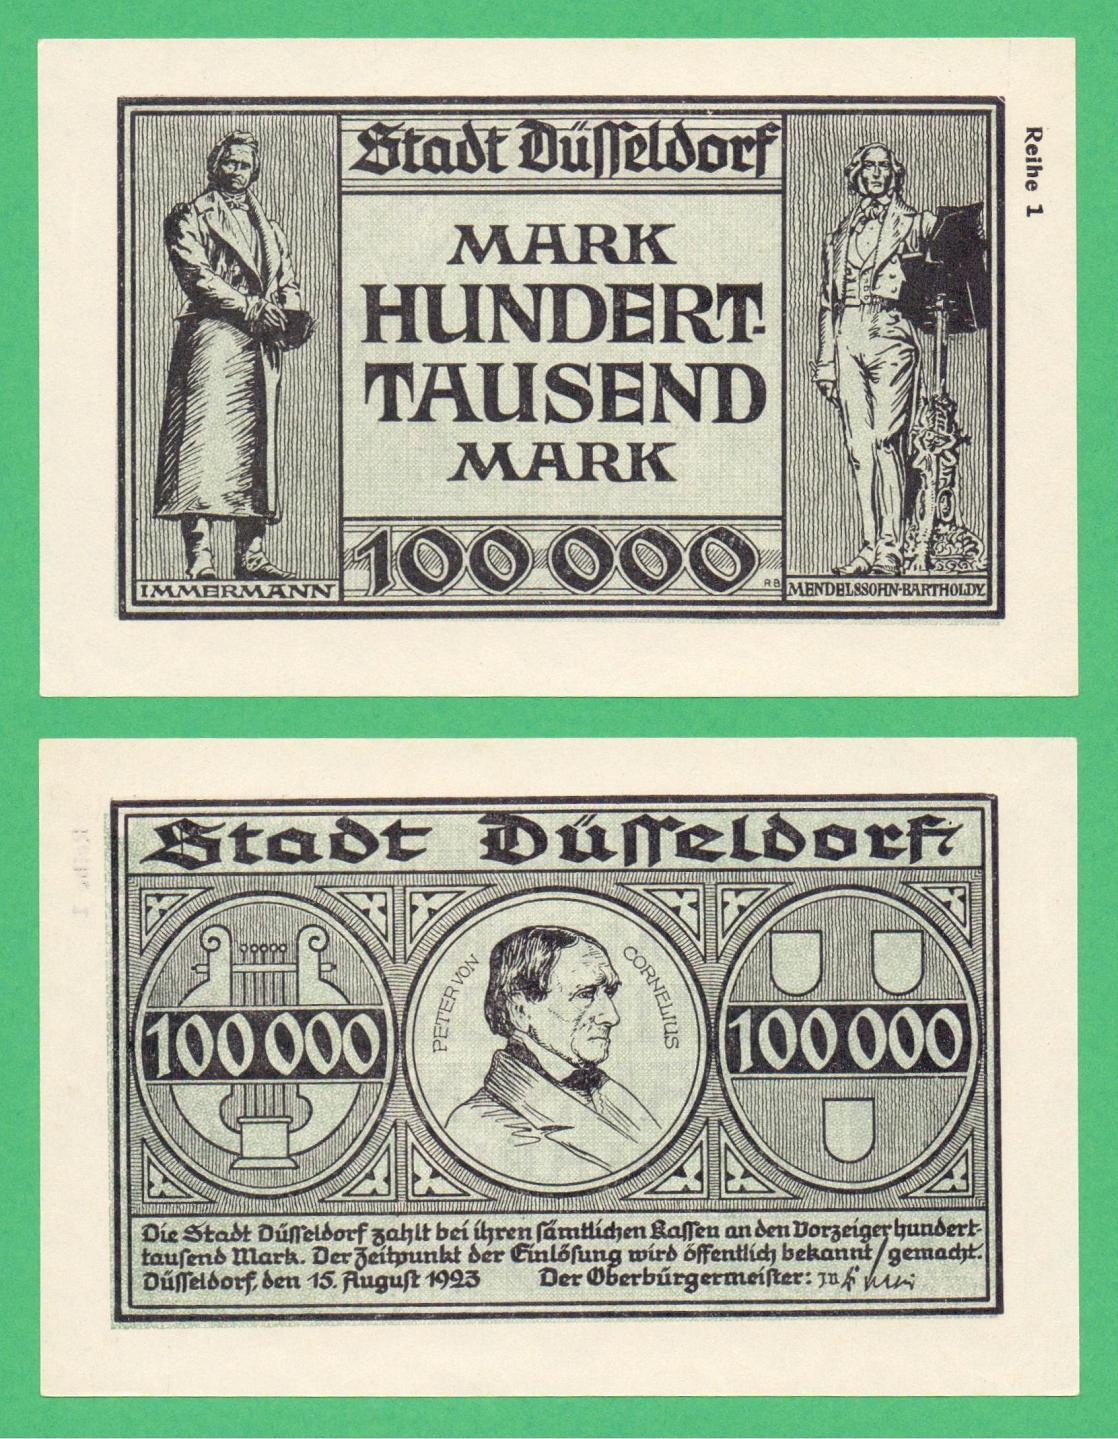 Stadt Düsseldorf
MARK
HUNDERT-
TAUSEND
MARK
100 000
RB
IMMERMANN
MENDELSSOHN-BARTHOLDY
Reihe 1
Stadt Düsseldorf
PETER VON CORNELIUS
100 000
100 000
Die Stadt Düsseldorf zahlt bei ihren sämtlichen Kassen an den Vorzeiger hundert-
tausend Mark. Der Zeitpunkt der Einlösung wird öffentlich bekannt gemacht.
Düsseldorf, den 15. August 1923 Der Oberbürgermeister: